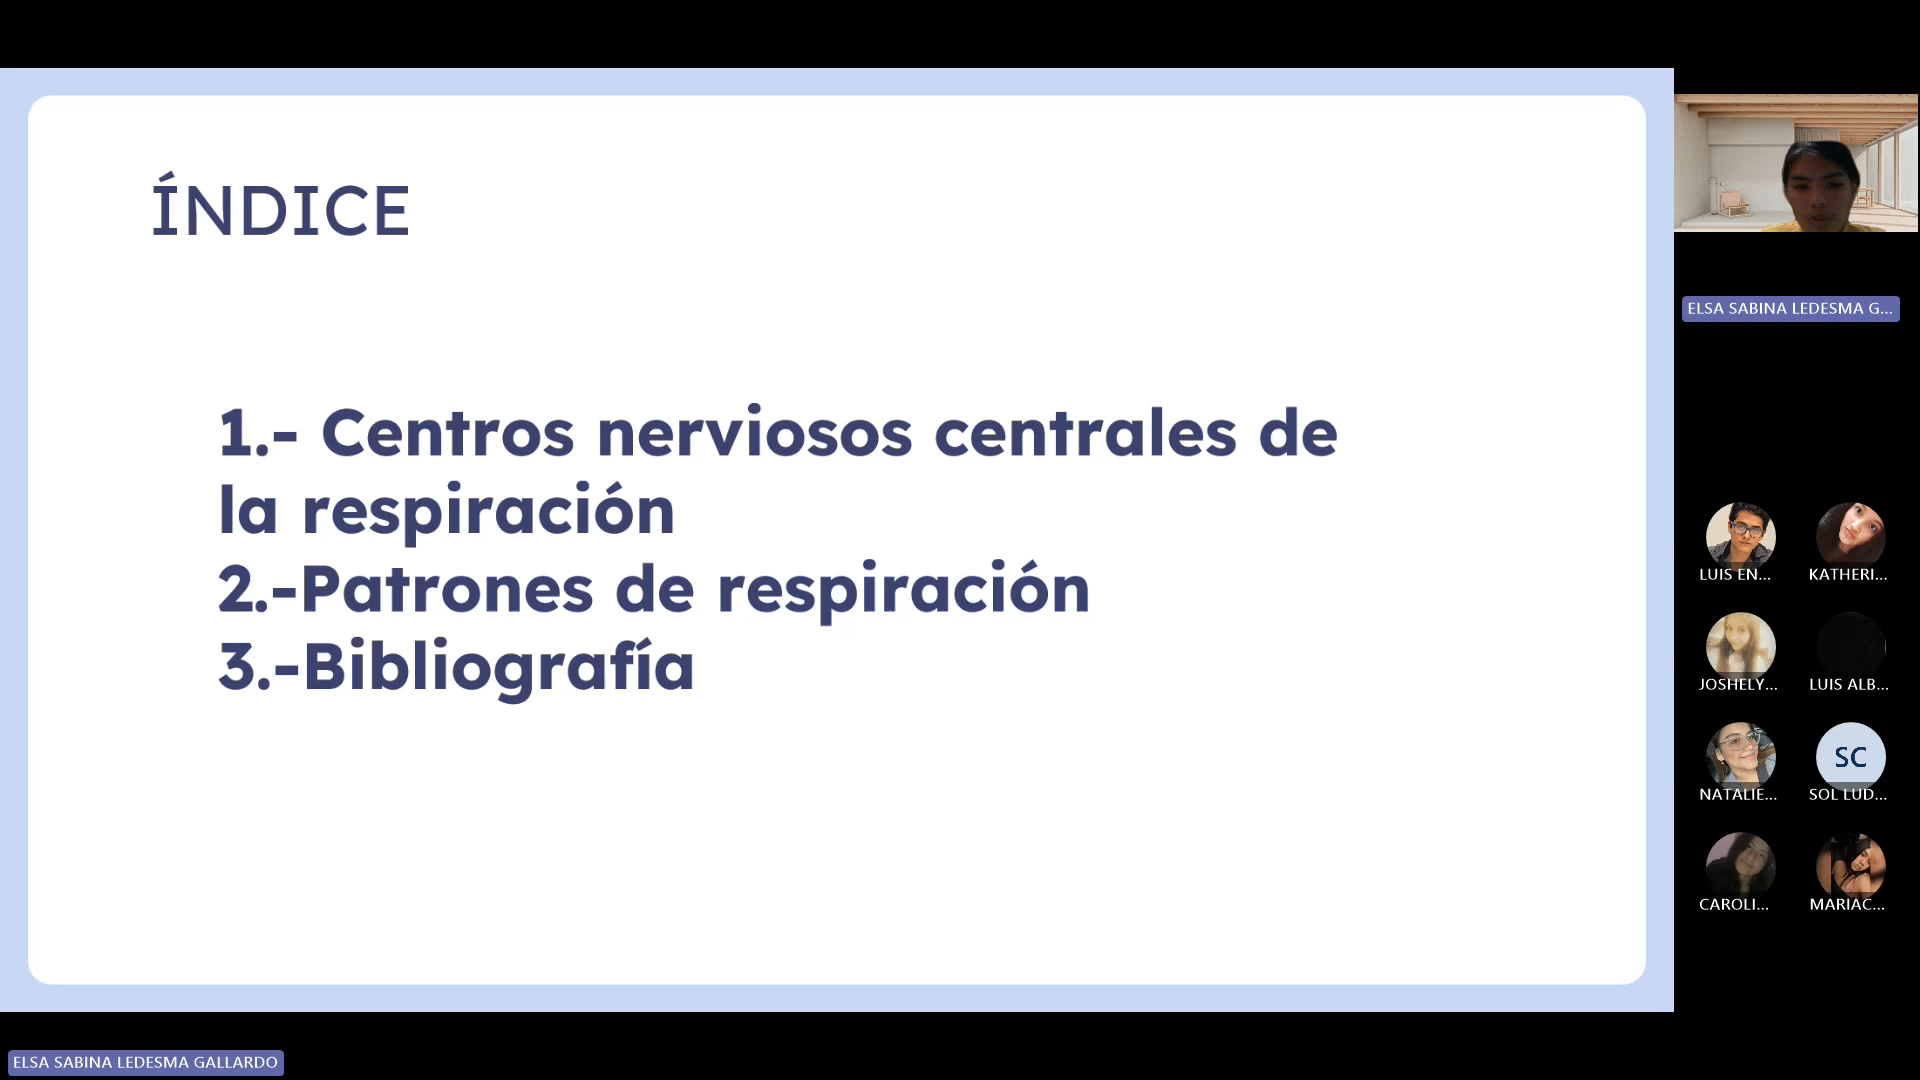 ÍNDICE
1.- Centros nerviosos centrales de
la respiración
2.-Patrones de respiración
3.-Bibliografía
ELSA SABINA LEDESMA G...
LUIS EN...
KATHERI...
JOSHELY...
LUIS ALB...
NATALIE...
SC
SOL LUD...
CAROLI...
MARIAC...
ELSA SABINA LEDESMA GALLARDO